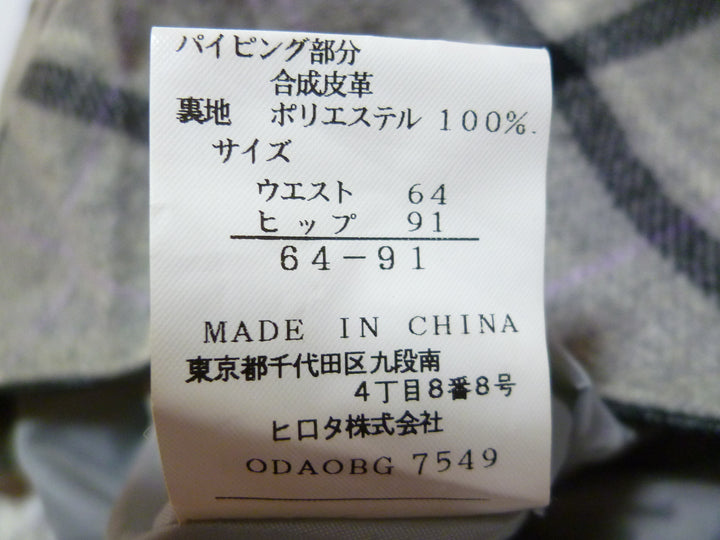 パイピング部分
合成皮革
裏地 ポリエステル 100%.
サイズ
ウエスト 64
ヒップ 91
64-91
MADE IN CHINA
東京都千代田区九段南
4丁目8番8号
ヒロタ株式会社
ODAOBG 7549